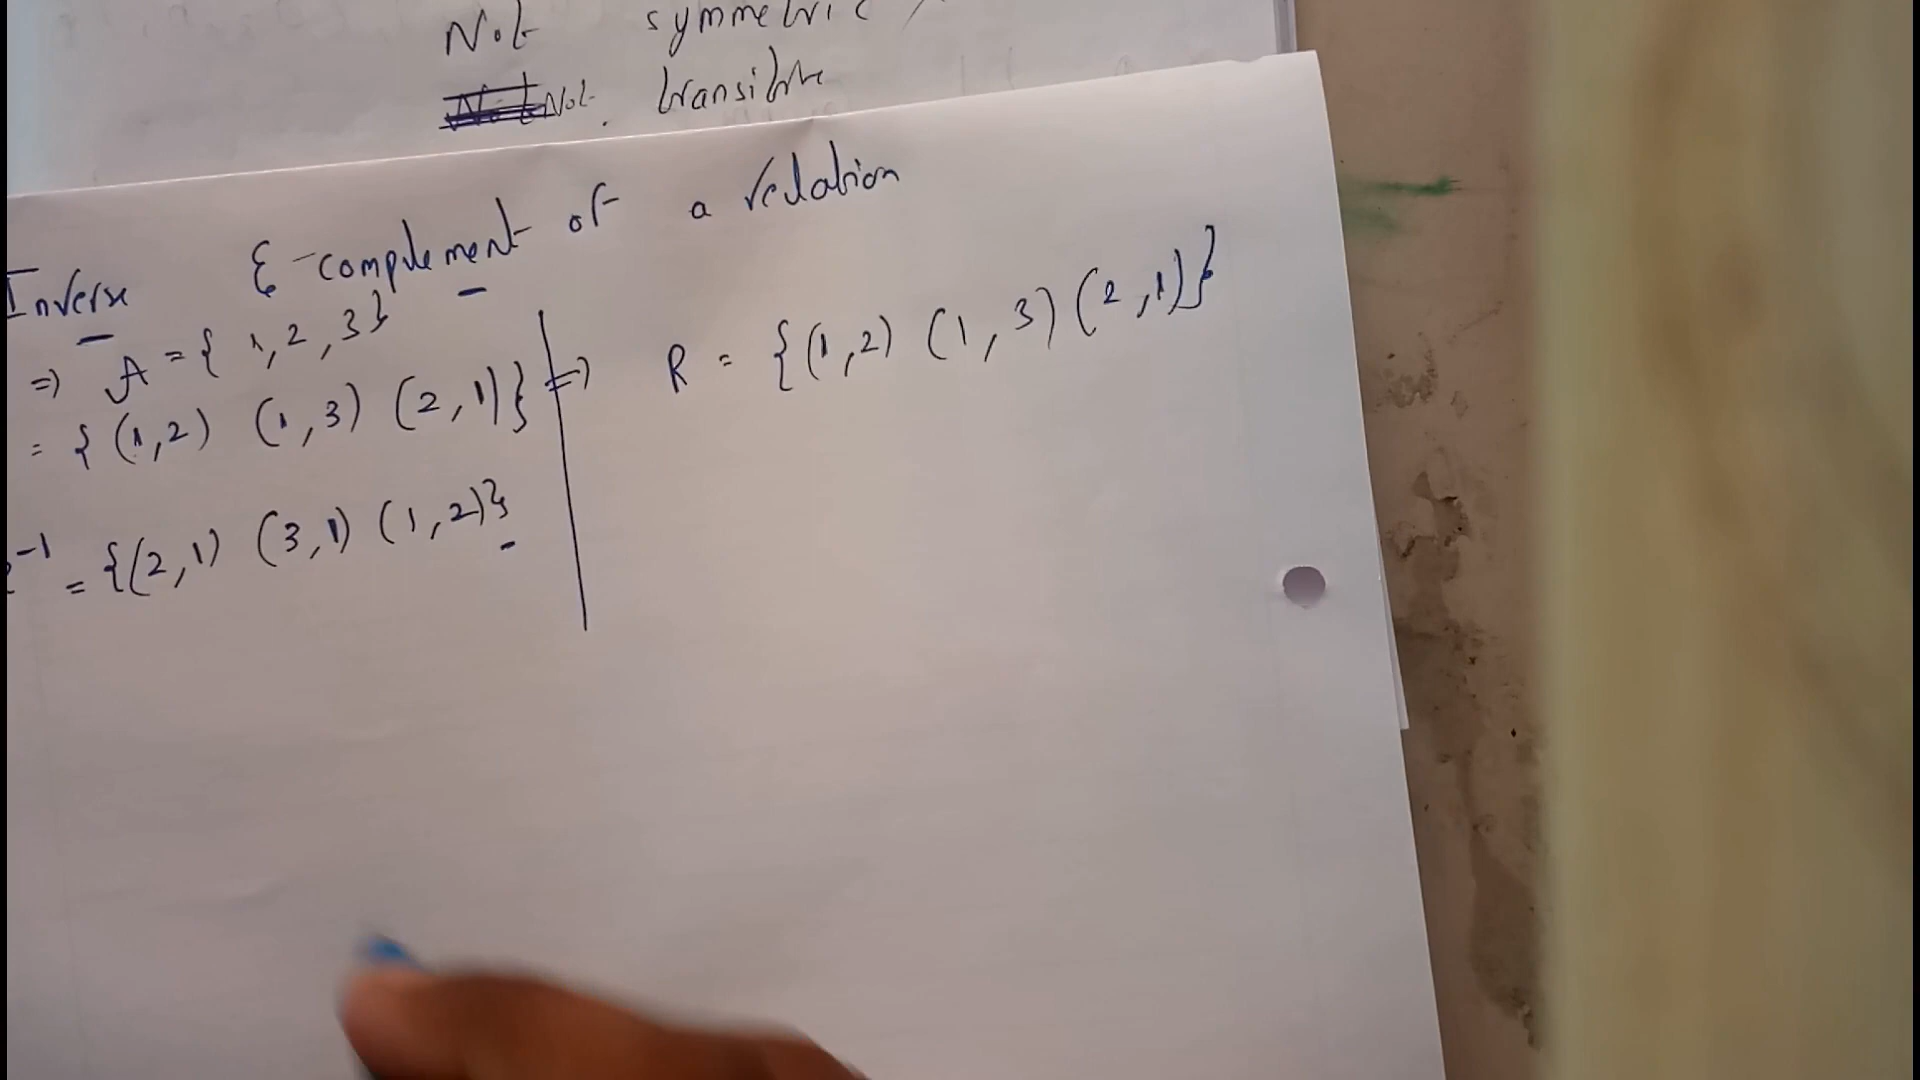 Not symmetric
Not. transitive
Inverse & complement of a relation
=> A = { 1, 2, 3 }
= { (1,2) (1,3) (2,1) }
-1 = { (2,1) (3,1) (1,2) }
=> R = { (1,2) (1,3) (2,1) }